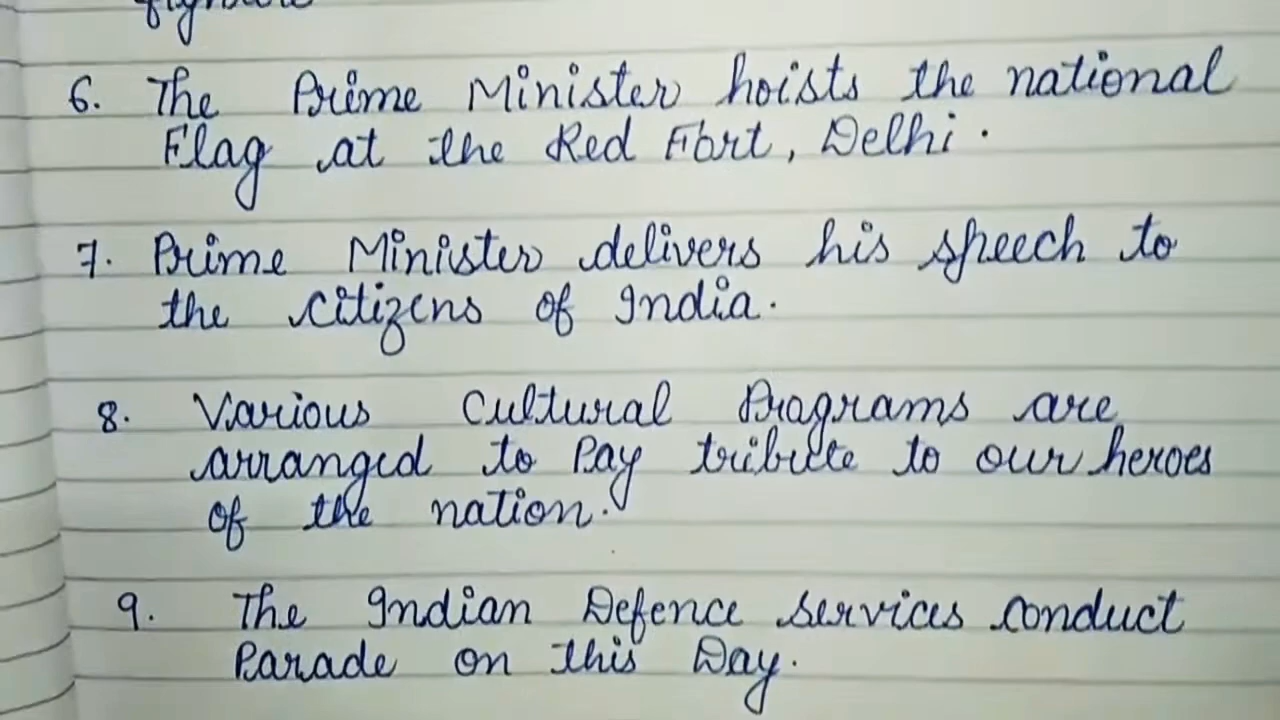 6. The Prime Minister hoists the national
Flag at the Red Fort, Delhi.
7. Prime Minister delivers his speech to
the citizens of India.
8. Various Cultural Programs are
arranged to Pay tribute to our heroes
of the nation.
9. The Indian Defence services conduct
Parade on this Day.